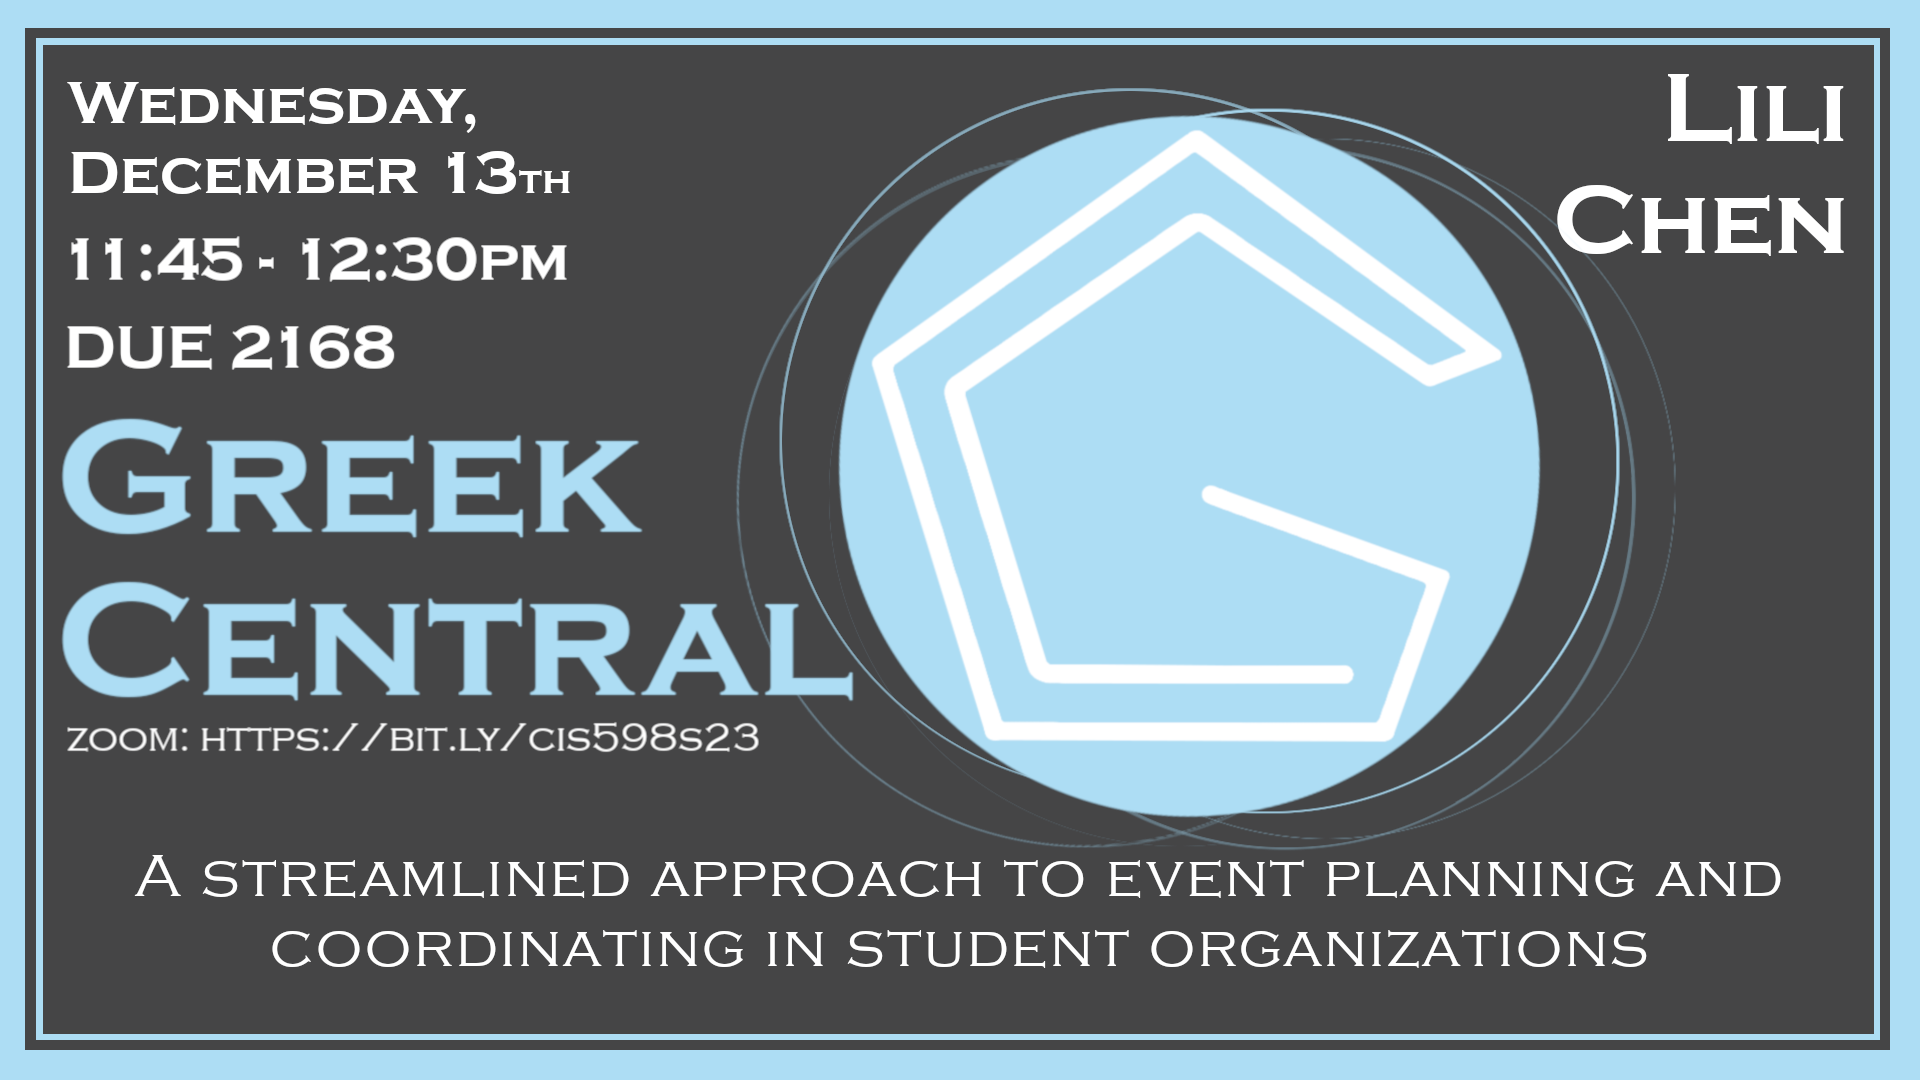 Wednesday,
December 13th
11:45 - 12:30pm
DUE 2168
Lili
Chen
Greek
Central
zoom: https://bit.ly/cis598s23
A streamlined approach to event planning and
coordinating in student organizations